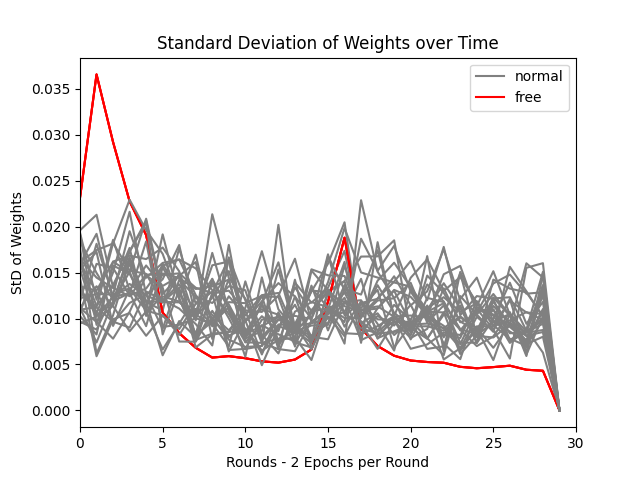 Standard Deviation of Weights over Time
normal
free
StD of Weights
0.035
0.030
0.025
0.020
0.015
0.010
0.005
0.000
0 5 10 15 20 25 30
Rounds - 2 Epochs per Round